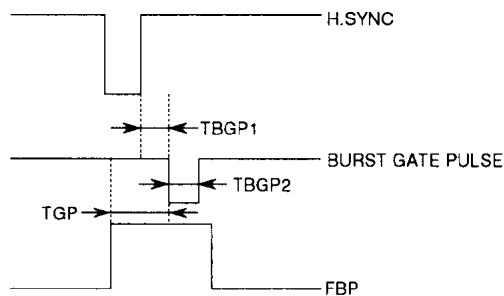 H.SYNC
TBGP1
BURST GATE PULSE
TBGP2
TGP
FBP